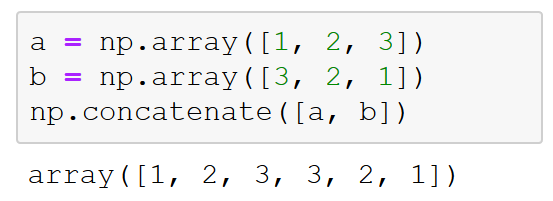 a = np.array([1, 2, 3])
b = np.array([3, 2, 1])
np.concatenate([a, b])
array([1, 2, 3, 3, 2, 1])